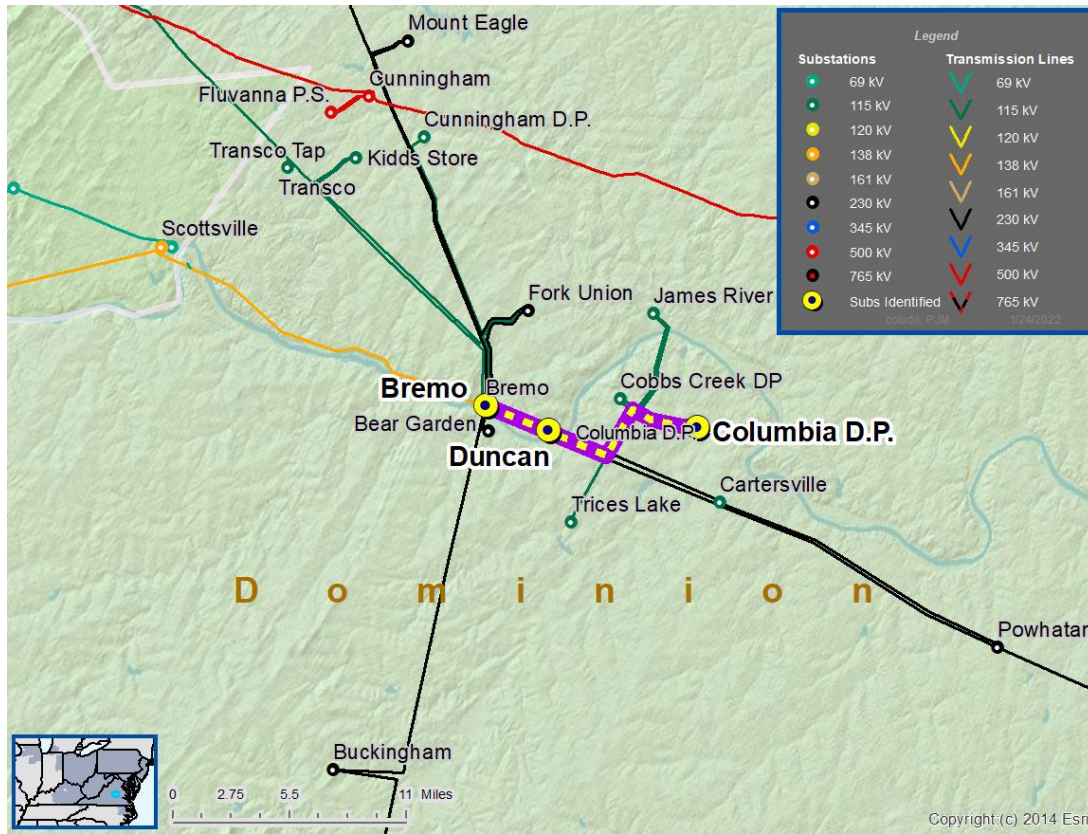 Mount Eagle
Cunningham
Fluvanna P.S.
Cunningham D.P.
Transco Tap
Kidds Store
Transco
Scottsville
Fork Union
James River
Bremo
Bremo
Cobbs Creek DP
Bear Garden
Columbia D.P.
Columbia D.P.
Duncan
Cartersville
Trices Lake
Dominion
Powhatan
Buckingham
0 2.75 5.5 11 Miles
Legend
Substations Transmission Lines
69 kV 69 kV
115 kV 115 kV
120 kV 120 kV
138 kV 138 kV
161 kV 161 kV
230 kV 230 kV
345 kV 345 kV
500 kV 500 kV
765 kV 765 kV
Subs Identified
celode: PJM 1/24/2022
Copyright:(c) 2014 Esri